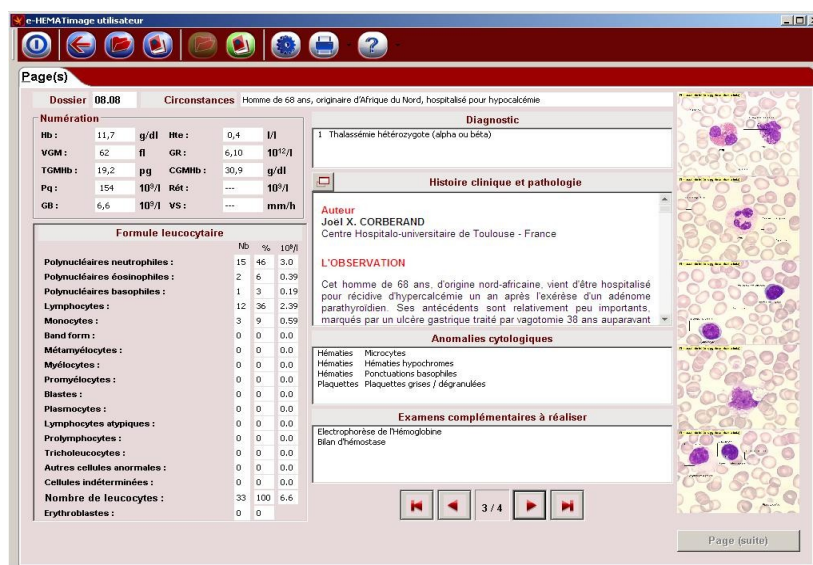 e-HEMATimage utilisateur
Page(s)
Dossier 08.08 Circonstances Homme de 68 ans, originaire d'Afrique du Nord, hospitalisé pour hypocalcémie
Numération
Hb : 11,7 g/dl Hte : 0,4 l/l
VGM : 62 fl GR : 6,10 10¹²/l
TGMHb : 19,2 pg CGMHb : 30,9 g/dl
Pq : 154 10⁹/l Rét : --- 10⁹/l
GB : 6,6 10⁹/l VS : --- mm/h
Formule leucocytaire
Nb % 10⁹/l
Polynucléaires neutrophiles : 15 46 3.0
Polynucléaires éosinophiles : 2 6 0.39
Polynucléaires basophiles : 1 3 0.19
Lymphocytes : 12 36 2.39
Monocytes : 3 9 0.59
Band form : 0 0 0.0
Métamyélocytes : 0 0 0.0
Myélocytes : 0 0 0.0
Promyélocytes : 0 0 0.0
Blastes : 0 0 0.0
Plasmocytes : 0 0 0.0
Lymphocytes atypiques : 0 0 0.0
Prolymphocytes : 0 0 0.0
Tricholeucocytes : 0 0 0.0
Autres cellules anormales : 0 0 0.0
Cellules indéterminées : 0 0 0.0
Nombre de leucocytes : 33 100 6.6
Erythroblastes : 0 0
Diagnostic
1 Thalassémie hétérozygote (alpha ou béta)
Histoire clinique et pathologie
Auteur
Joël X. CORBERAND
Centre Hospitalo-universitaire de Toulouse - France
L'OBSERVATION
Cet homme de 68 ans, d'origine nord-africaine, vient d'être hospitalisé
pour récidive d'hypercalcémie un an après l'exérèse d'un adénome
parathyroïdien. Ses antécédents sont relativement peu importants,
marqués par un ulcère gastrique traité par vagotomie 38 ans auparavant
Anomalies cytologiques
Hématies Microcytes
Hématies Hématies hypochromes
Hématies Ponctuations basophiles
Plaquettes Plaquettes grises / dégranulées
Examens complémentaires à réaliser
Electrophorèse de l'Hémoglobine
Bilan d'hémostase
3 / 4
Page (suite)